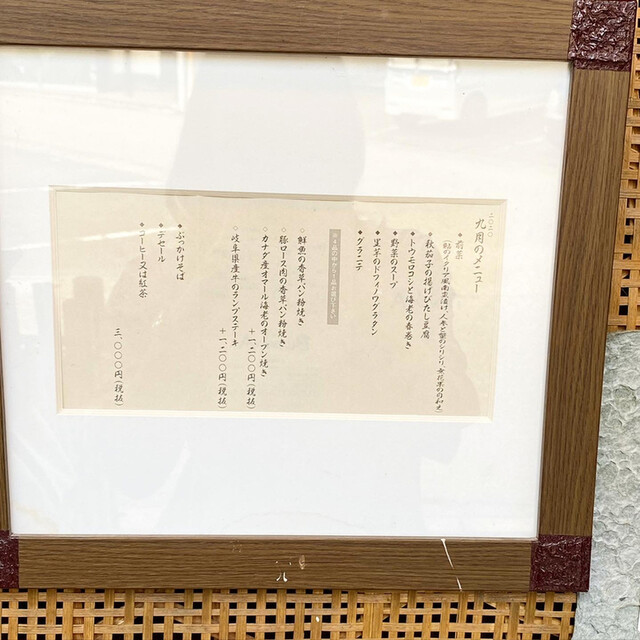 二〇二〇
九月のメニュー
◆前菜
◆秋茄子の揚げびたし豆腐
◆トウモロコシと海老の春巻き
◆野菜のスープ
◆里芋のドフィノワグラタン
◆グラニテ
◇鮮魚の香草パン粉焼き
◇豚ロース肉の香草パン粉焼き
◇カナダ産オマール海老のオーブン焼き
+一、二〇〇円(税抜)
◇岐阜県産牛のランプステーキ
+一、二〇〇円(税抜)
◆ぶっかけそば
◆デセール
◆コーヒー又は紅茶
三、〇〇〇円(税抜)